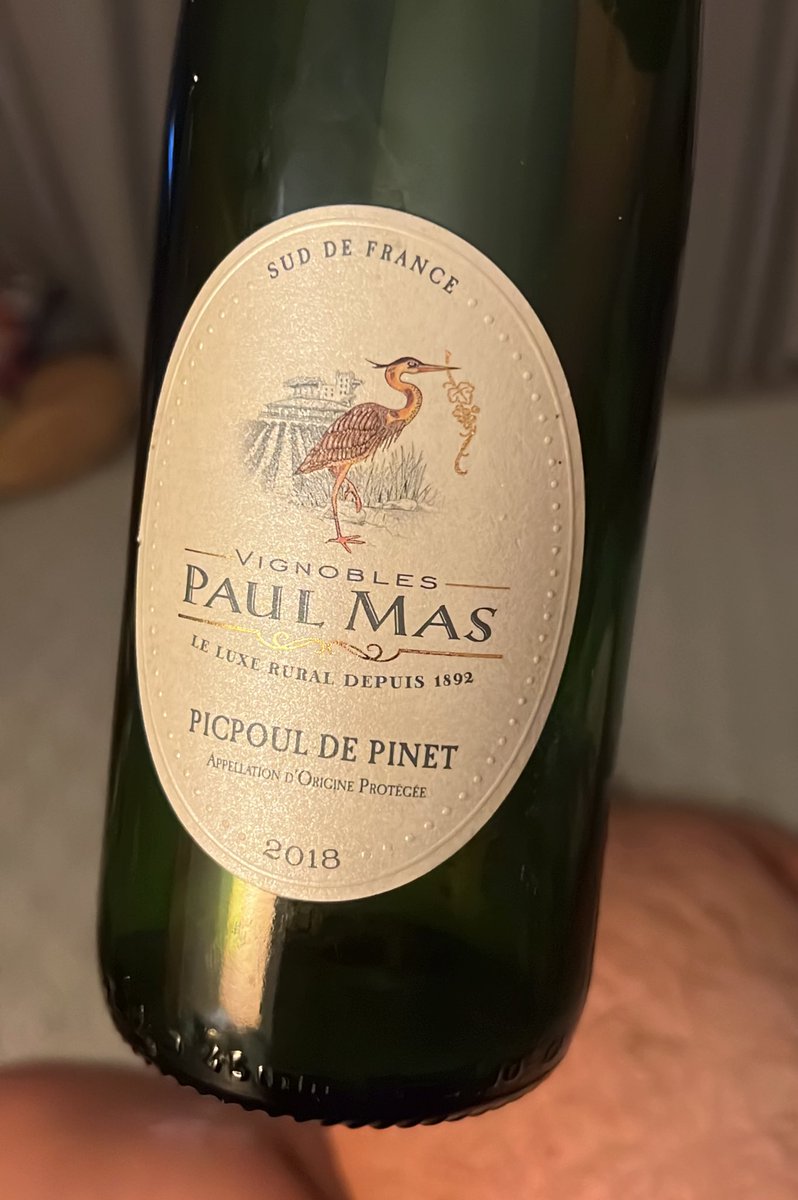 SUD DE FRANCE
VIGNOBLES
PAUL MAS
LE LUXE RURAL DEPUIS 1892
PICPOUL DE PINET
APPELLATION D'ORIGINE PROTÉGÉE
2018